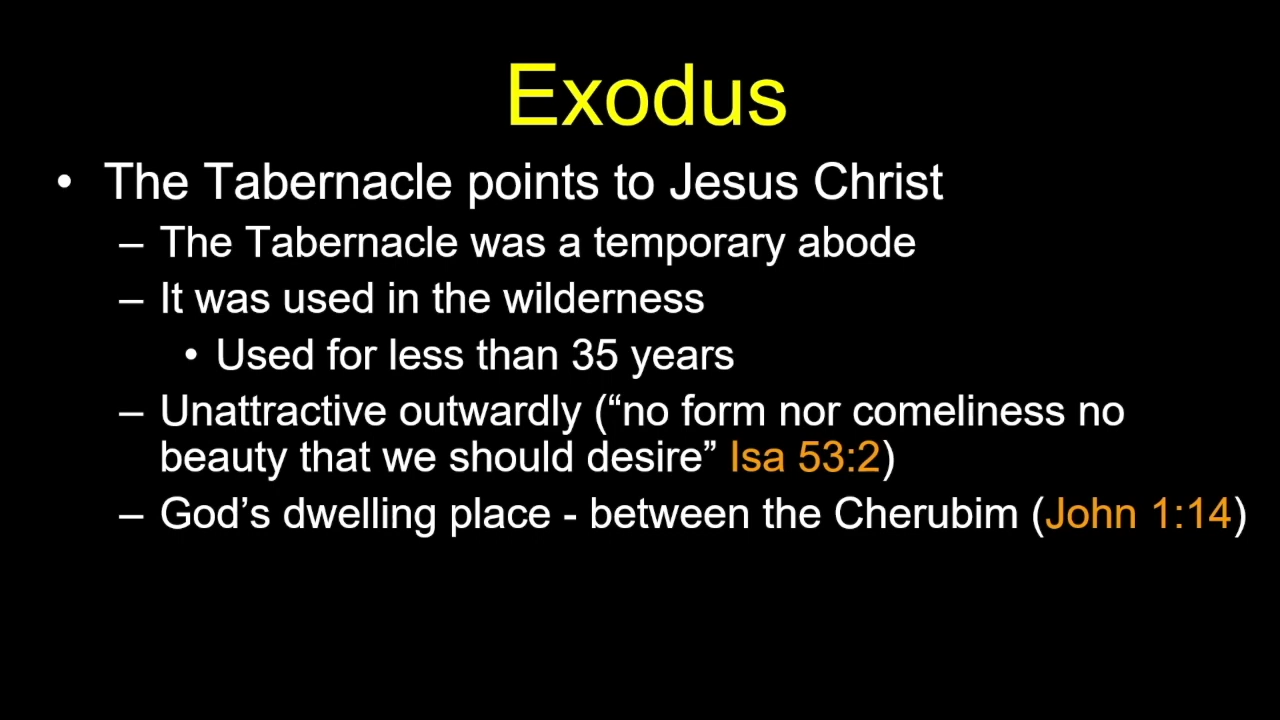 Exodus
• The Tabernacle points to Jesus Christ
– The Tabernacle was a temporary abode
– It was used in the wilderness
• Used for less than 35 years
– Unattractive outwardly (“no form nor comeliness no
beauty that we should desire” Isa 53:2)
– God’s dwelling place - between the Cherubim (John 1:14)